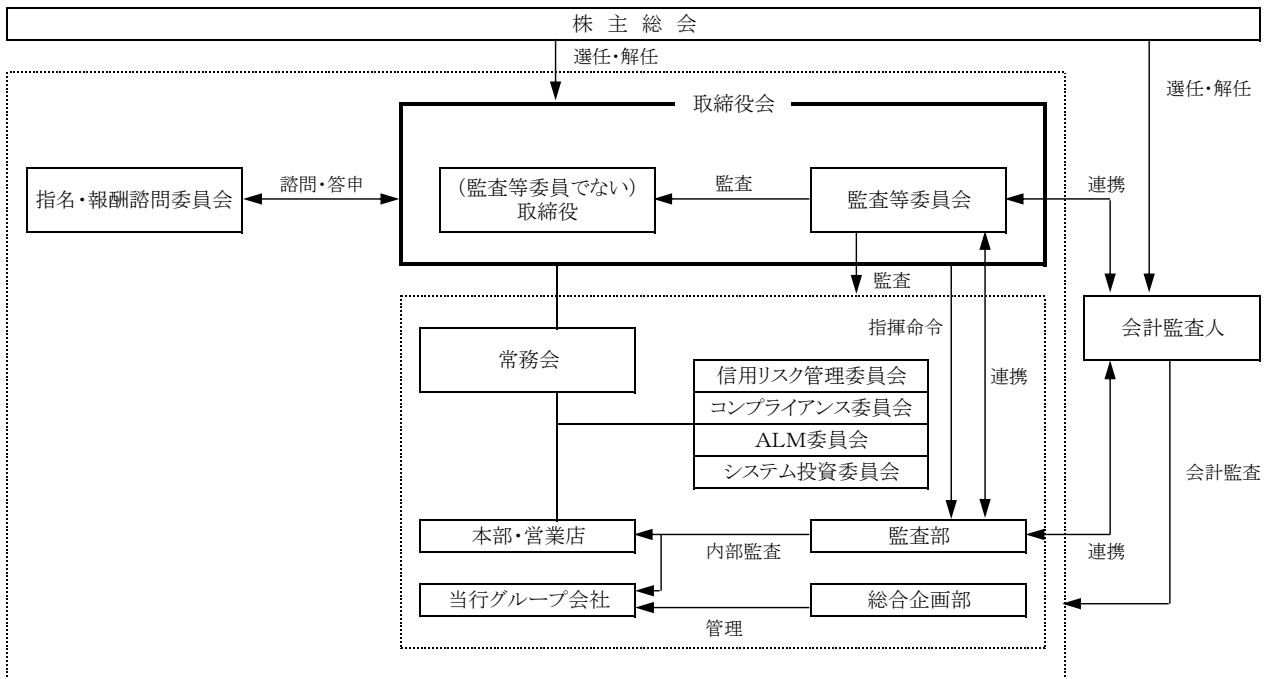 株 主 総 会
選任・解任
選任・解任
取締役会
指名・報酬諮問委員会
諮問・答申
(監査等委員でない)
取締役
監査
監査等委員会
連携
監査
会計監査人
指揮命令
常務会
連携
信用リスク管理委員会
コンプライアンス委員会
ALM委員会
システム投資委員会
会計監査
本部・営業店
内部監査
監査部
連携
当行グループ会社
総合企画部
管理